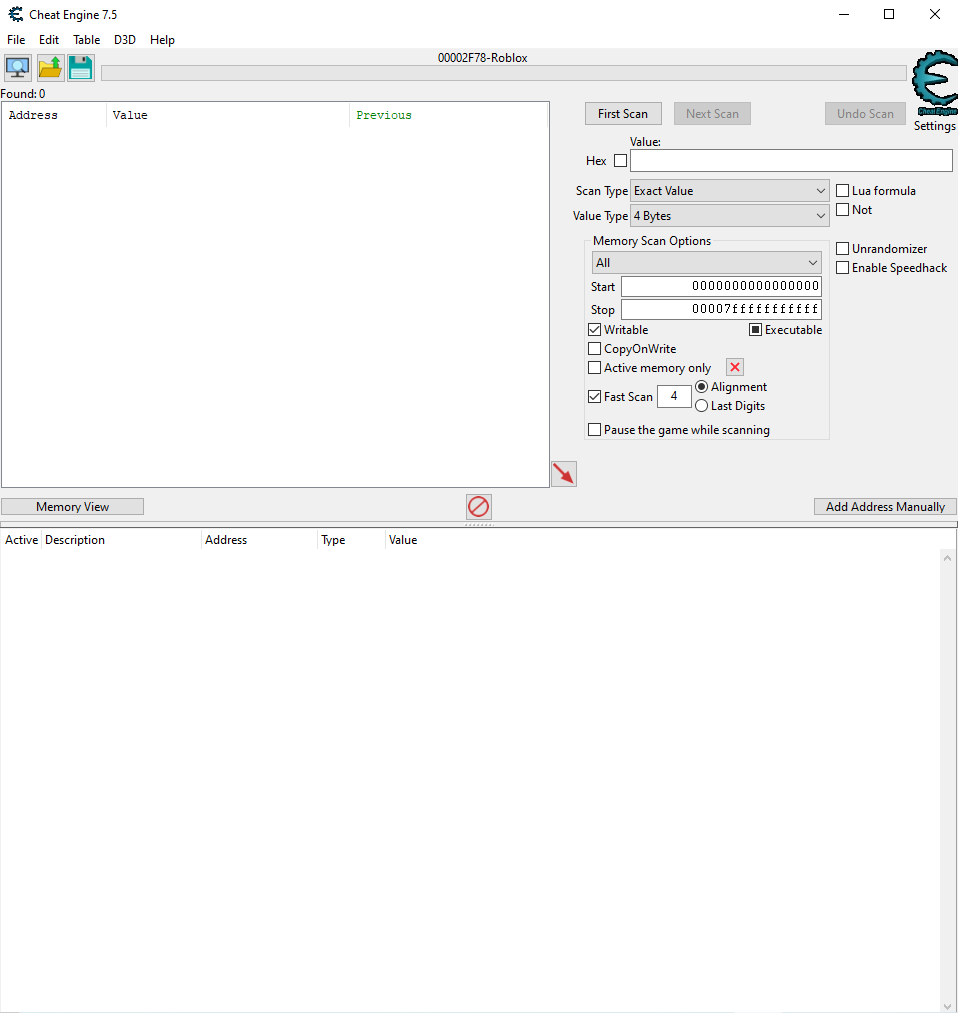 Cheat Engine 7.5
File Edit Table D3D Help
00002F78-Roblox
Found: 0
Address Value Previous
First Scan Next Scan Undo Scan
Cheat Engine
Settings
Value:
Hex
Scan Type Exact Value Lua formula
Not
Value Type 4 Bytes
Memory Scan Options
Unrandomizer
All
Enable Speedhack
Start 0000000000000000
Stop 00007fffffffffff
Writable Executable
CopyOnWrite
Active memory only
Fast Scan 4 Alignment
Last Digits
Pause the game while scanning
Memory View Add Address Manually
Active Description Address Type Value